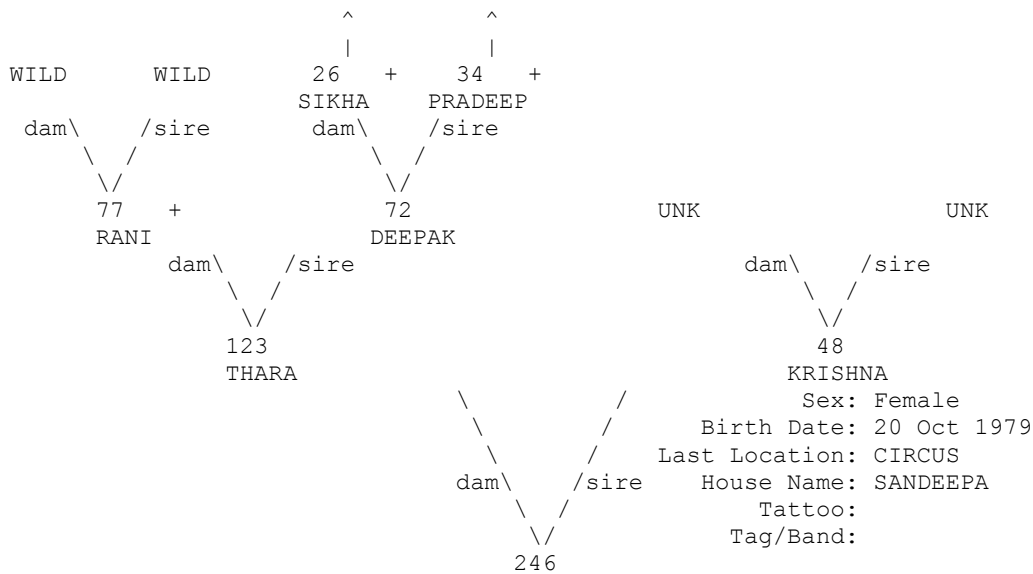 ^ ^
| |
WILD WILD 26 + 34 +
SIKHA PRADEEP
dam\ /sire dam\ /sire
\ / \ /
\/ \/
77 + 72 UNK UNK
RANI DEEPAK
dam\ /sire dam\ /sire
\ / \ /
\/ \/
123 48
THARA KRISHNA
\ / Sex: Female
\ / Birth Date: 20 Oct 1979
\ / Last Location: CIRCUS
dam\ /sire House Name: SANDEEPA
\ / Tattoo:
\/ Tag/Band:
246